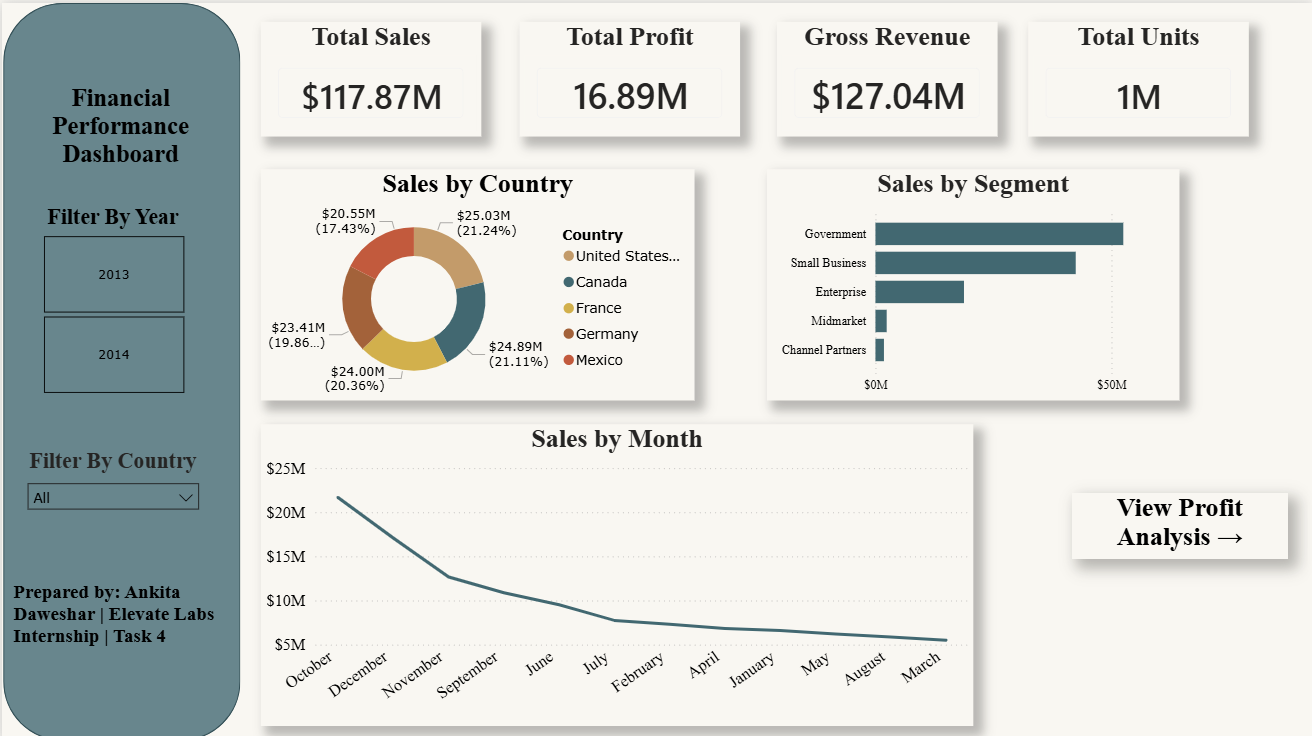 Financial
Performance
Dashboard
Filter By Year
2013
2014
Filter By Country
All
Prepared by: Ankita
Daweshar | Elevate Labs
Internship | Task 4
Total Sales
$117.87M
Total Profit
16.89M
Gross Revenue
$127.04M
Total Units
1M
Sales by Country
$20.55M
(17.43%)
$25.03M
(21.24%)
$23.41M
(19.86...)
$24.89M
(21.11%)
$24.00M
(20.36%)
Country
United States...
Canada
France
Germany
Mexico
Sales by Segment
Government
Small Business
Enterprise
Midmarket
Channel Partners
$0M
$50M
Sales by Month
$25M
$20M
$15M
$10M
$5M
October
December
November
September
June
July
February
April
January
May
August
March
View Profit
Analysis →